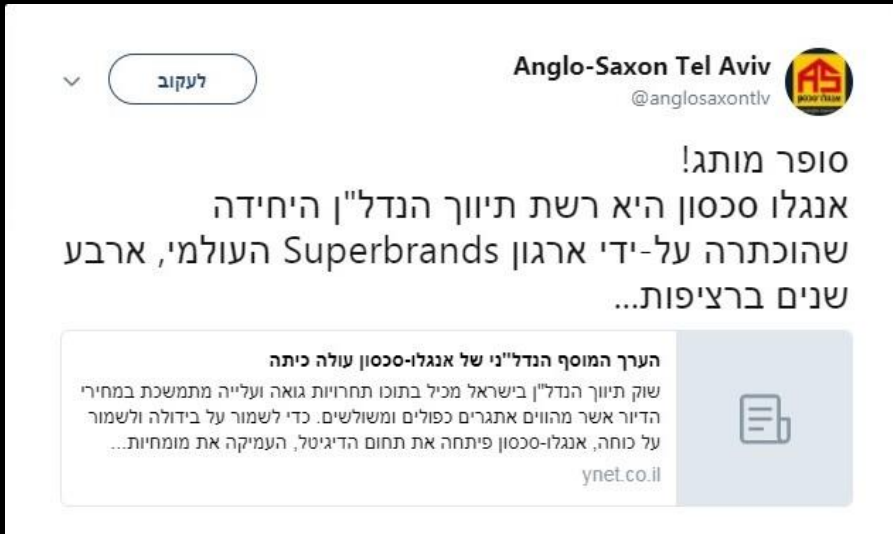 Anglo-Saxon Tel Aviv
@anglosaxontlv
לעקוב
אנגלו-סכסון
סופר מותג!
אנגלו סכסון היא רשת תיווך הנדל"ן היחידה
שהוכתרה על-ידי ארגון Superbrands העולמי, ארבע
שנים ברציפות...
הערך המוסף הנדל"ני של אנגלו-סכסון עולה כיתה
שוק תיווך הנדל"ן בישראל מכיל בתוכו תחרויות גואה ועלייה מתמשכת במחירי
הדיור אשר מהווים אתגרים כפולים ומשולשים. כדי לשמור על בידולה ולשמור
על כוחה, אנגלו-סכסון פיתחה את תחום הדיגיטל, העמיקה את מומחיות...
ynet.co.il